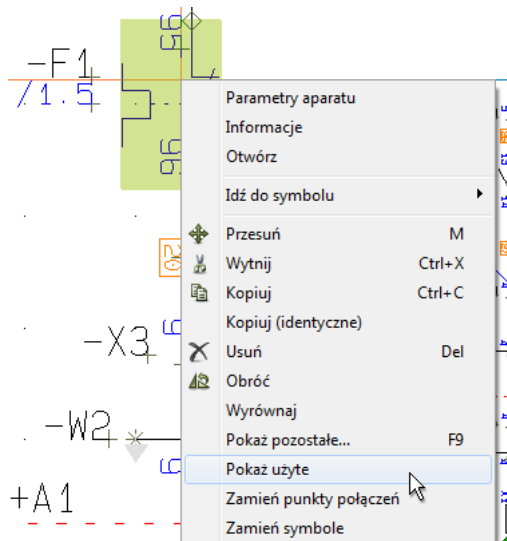 95
-F1
/1.5
96
Parametry aparatu
Informacje
Otwórz
Idź do symbolu
Przesuń M
Wytnij Ctrl+X
Kopiuj Ctrl+C
Kopiuj (identyczne)
Usuń Del
Obróć
Wyrównaj
Pokaż pozostałe... F9
Pokaż użyte
Zamień punkty połączeń
Zamień symbole
-X3
-W2
+A1